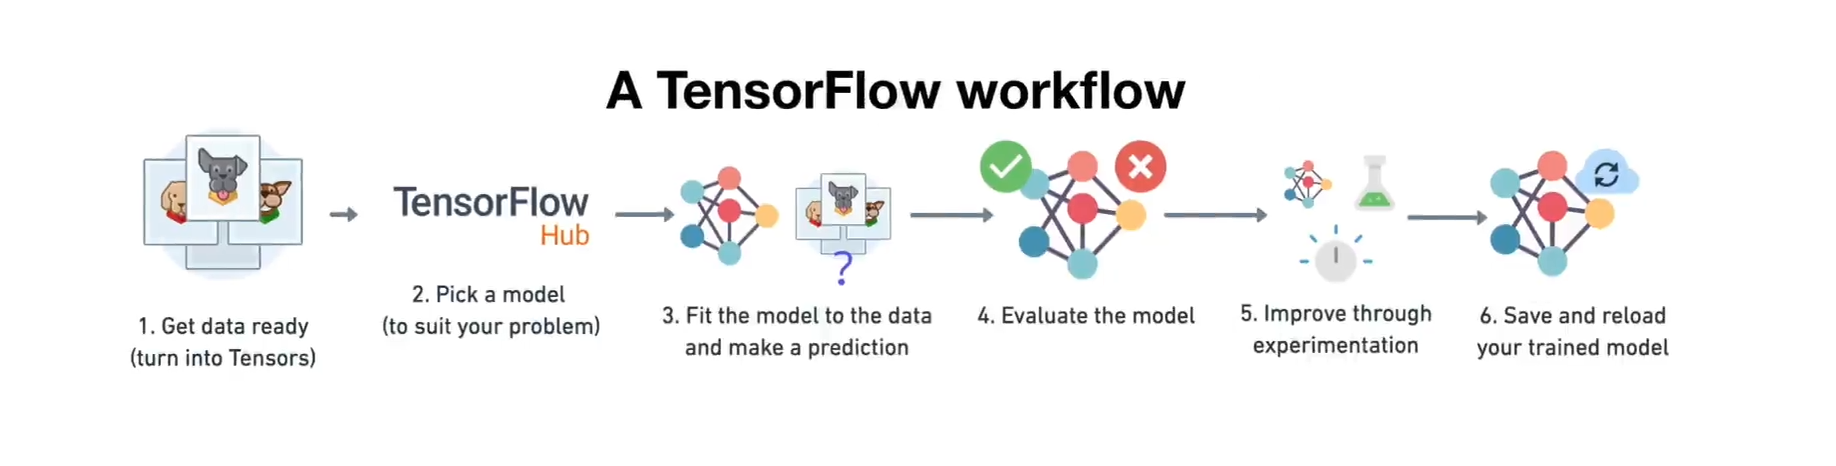 A TensorFlow workflow
TensorFlow
Hub
?
1. Get data ready
(turn into Tensors)
2. Pick a model
(to suit your problem)
3. Fit the model to the data
and make a prediction
4. Evaluate the model
5. Improve through
experimentation
6. Save and reload
your trained model